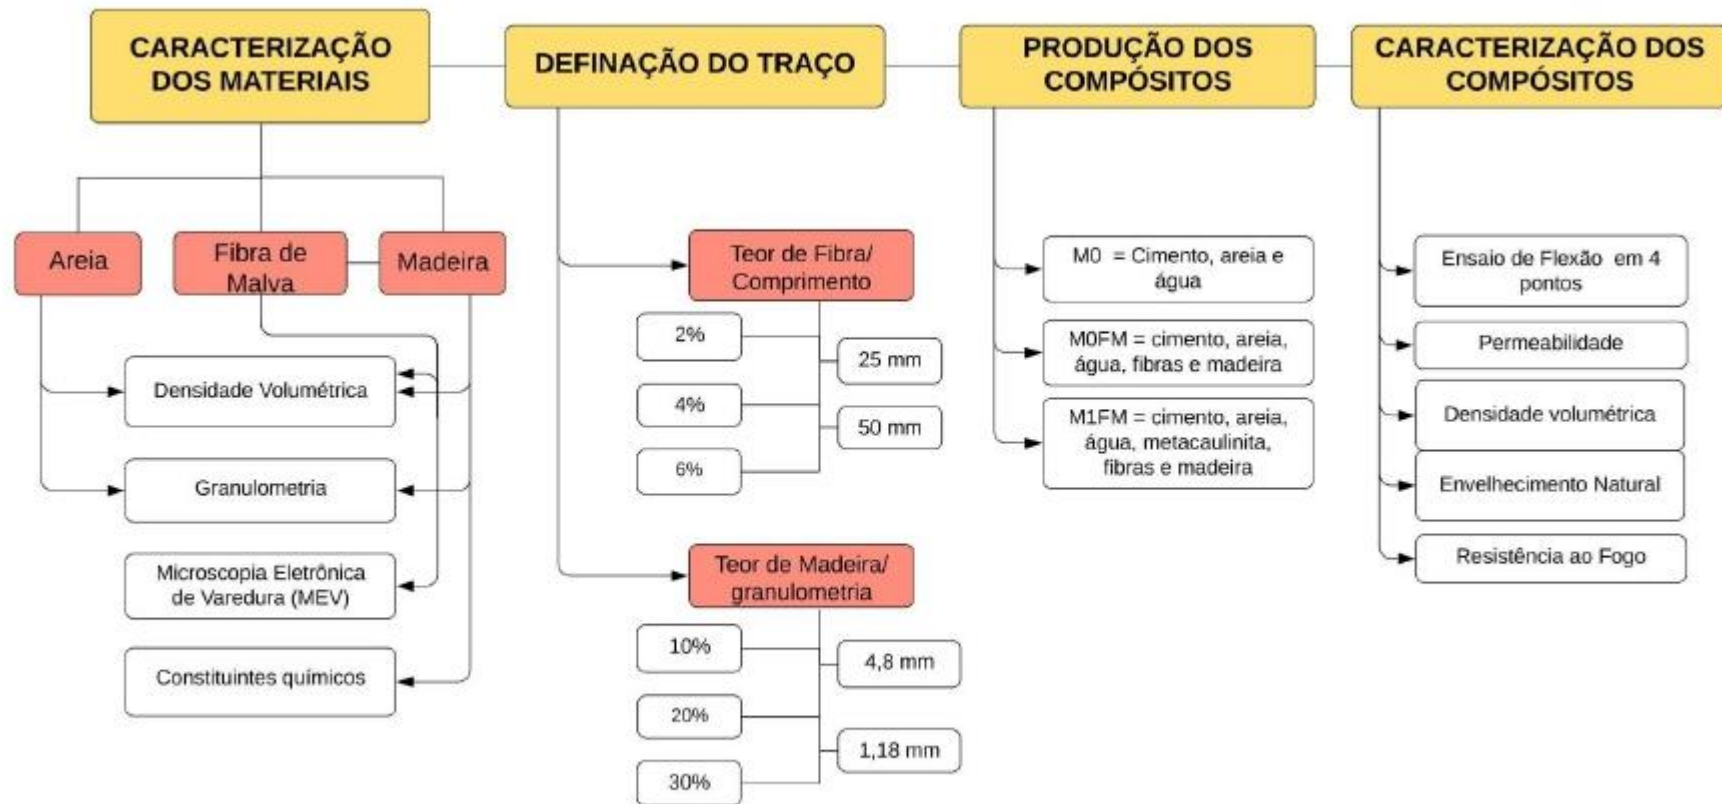 CARACTERIZAÇÃO
DOS MATERIAIS
DEFINAÇÃO DO TRAÇO
PRODUÇÃO DOS
COMPÓSITOS
CARACTERIZAÇÃO DOS
COMPÓSITOS
Areia
Fibra de
Malva
Madeira
Densidade Volumétrica
Granulometria
Microscopia Eletrônica
de Varedura (MEV)
Constituintes químicos
Teor de Fibra/
Comprimento
2%
25 mm
4%
50 mm
6%
Teor de Madeira/
granulometria
10%
4,8 mm
20%
1,18 mm
30%
M0 = Cimento, areia e
água
M0FM = cimento, areia,
água, fibras e madeira
M1FM = cimento, areia,
água, metacaulinita,
fibras e madeira
Ensaio de Flexão em 4
pontos
Permeabilidade
Densidade volumétrica
Envelhecimento Natural
Resistência ao Fogo